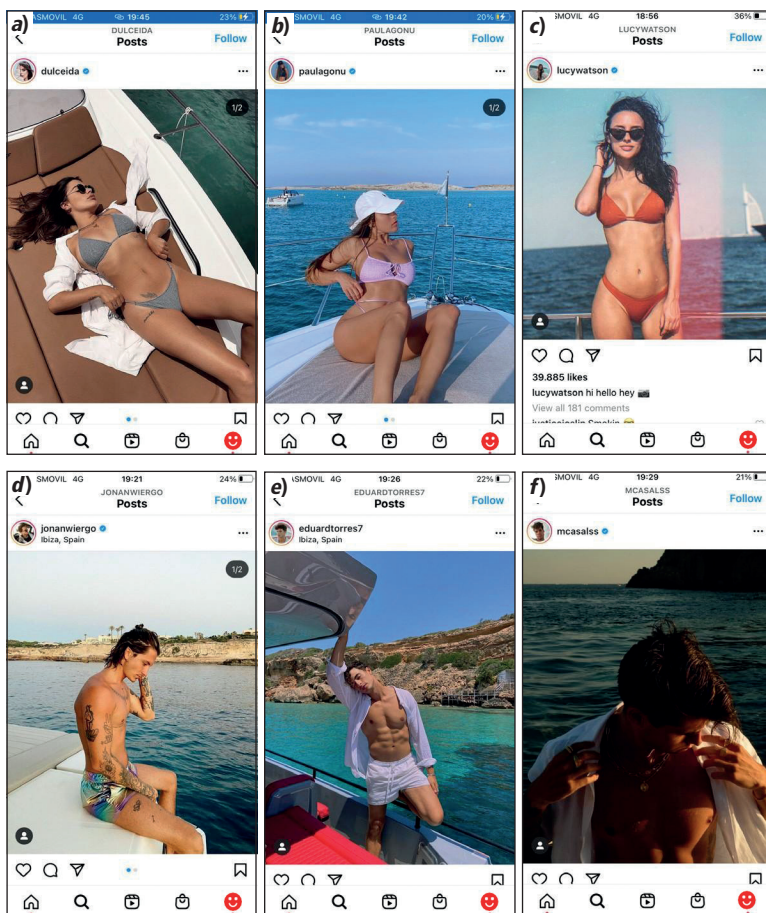 a)
ASMOVIL 4G 19:45 23%
DULCEIDA
Posts
Follow
dulceida
1/2
b)
ASMOVIL 4G 19:42 20%
PAULAGONU
Posts
Follow
paulagonu
1/2
c)
SMOVIL 4G 18:56 36%
LUCYWATSON
Posts
Follow
lucywatson
39.885 likes
lucywatson hi hello hey
View all 181 comments
d)
SMOVIL 4G 19:21 24%
JONANWIERGO
Posts
Follow
jonanwiergo
Ibiza, Spain
1/2
e)
ASMOVIL 4G 19:26 22%
EDUARDTORRES7
Posts
Follow
eduardtorres7
Ibiza, Spain
f)
SMOVIL 4G 19:29 21%
MCASALSS
Posts
Follow
mcasalss